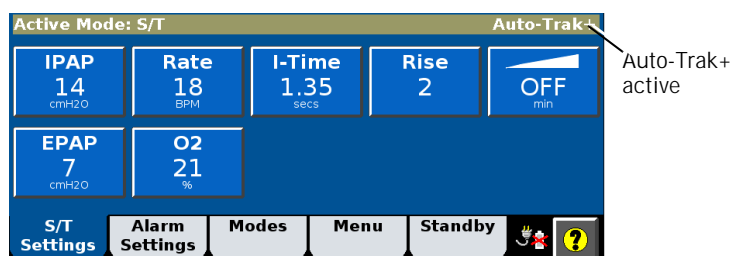 Active Mode: S/T Auto-Trak+
Auto-Trak+
active
IPAP Rate I-Time Rise
14 18 1.35 2 OFF
cmH2O BPM secs min
EPAP O2
7 21
cmH2O %
S/T Alarm Modes Menu Standby
Settings Settings
?